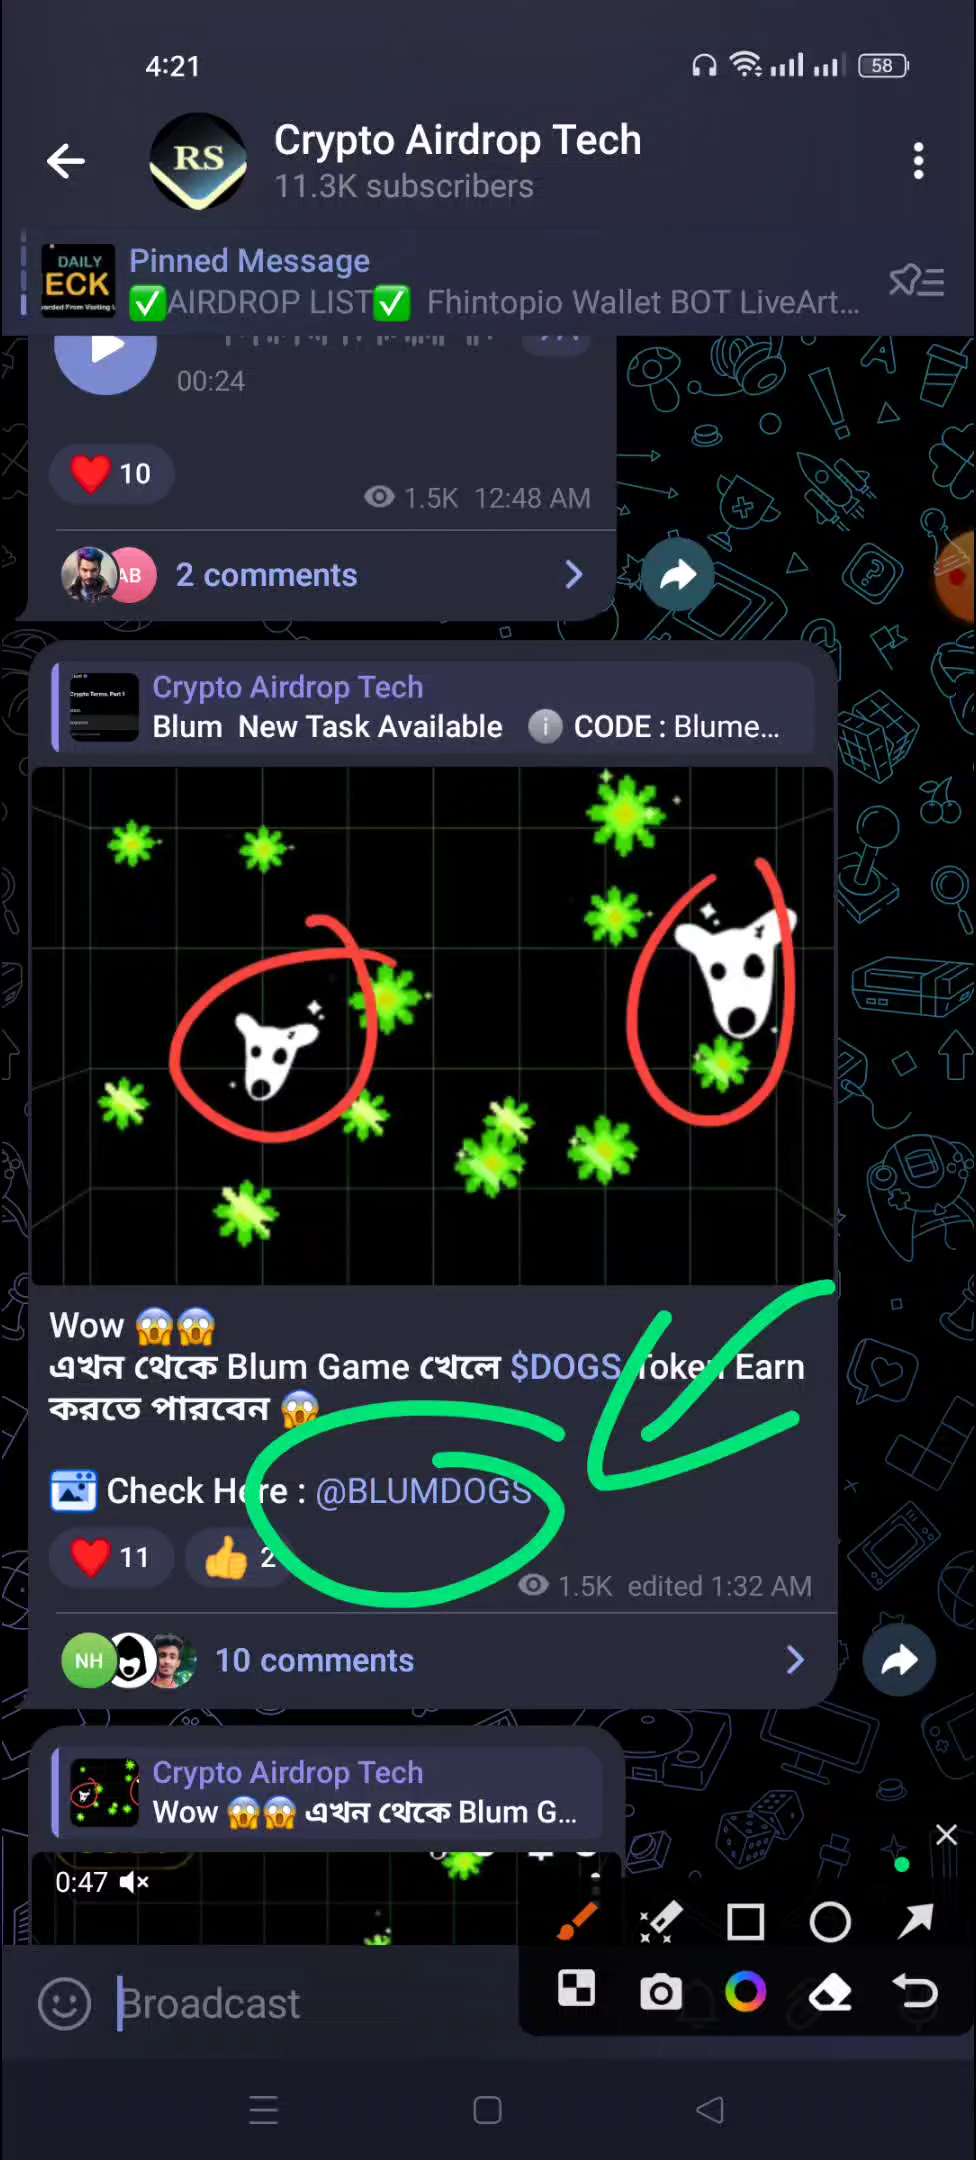 4:21
58
RS
Crypto Airdrop Tech
11.3K subscribers
DAILY
ECK
Pinned Message
✅AIRDROP LIST✅ Fhintopio Wallet BOT LiveArt...
00:24
❤️ 10
1.5K 12:48 AM
AB
2 comments
Crypto Airdrop Tech
Blum New Task Available ℹ️ CODE : Blume...
Wow 😱😱
এখন থেকে Blum Game খেলে $DOGS Token Earn
করতে পারবেন 😱
Check Here : @BLUMDOGS
❤️ 11 👍 2
1.5K edited 1:32 AM
NH
10 comments
Crypto Airdrop Tech
Wow 😱😱 এখন থেকে Blum G...
0:47
Broadcast